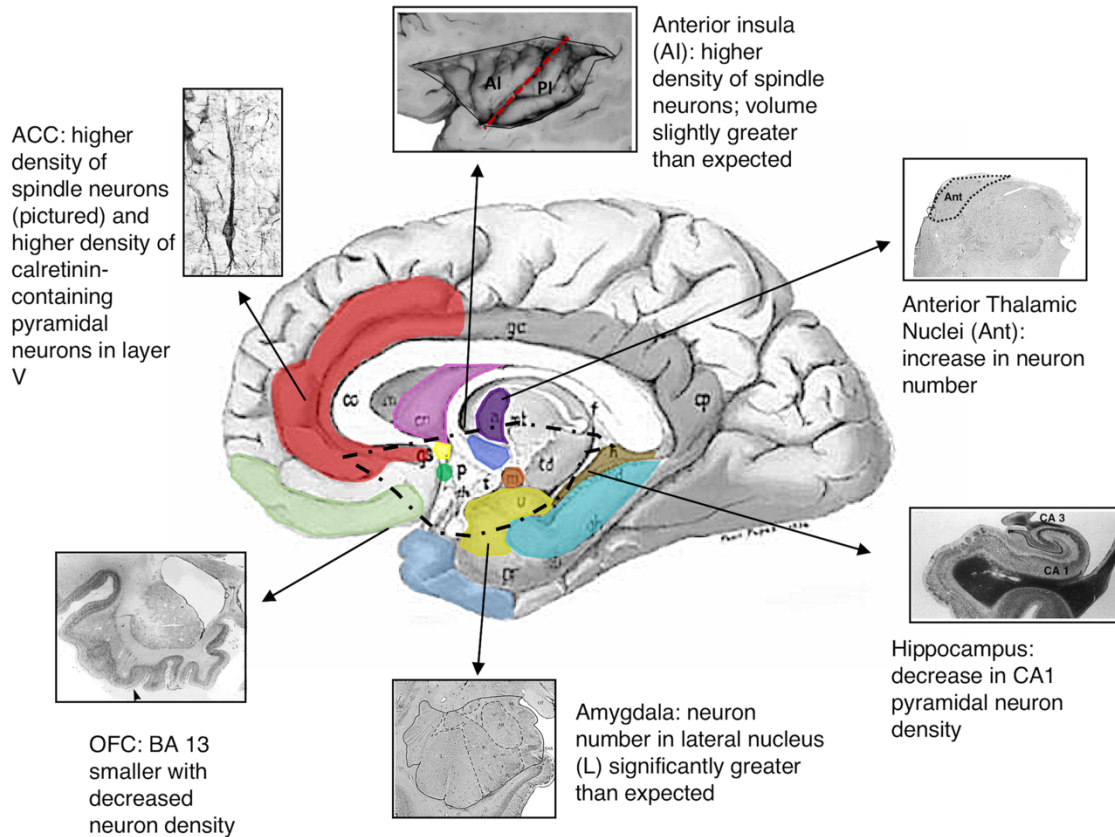 Anterior insula
(AI): higher
density of spindle
neurons; volume
slightly greater
than expected
AI
PI
ACC: higher
density of
spindle neurons
(pictured) and
higher density of
calretinin-
containing
pyramidal
neurons in layer
V
Ant
Anterior Thalamic
Nuclei (Ant):
increase in neuron
number
gc
cp
cn
f
gs
p
t
td
m
h
u
CA 3
CA 1
Hippocampus:
decrease in CA1
pyramidal neuron
density
OFC: BA 13
smaller with
decreased
neuron density
Amygdala: neuron
number in lateral nucleus
(L) significantly greater
than expected